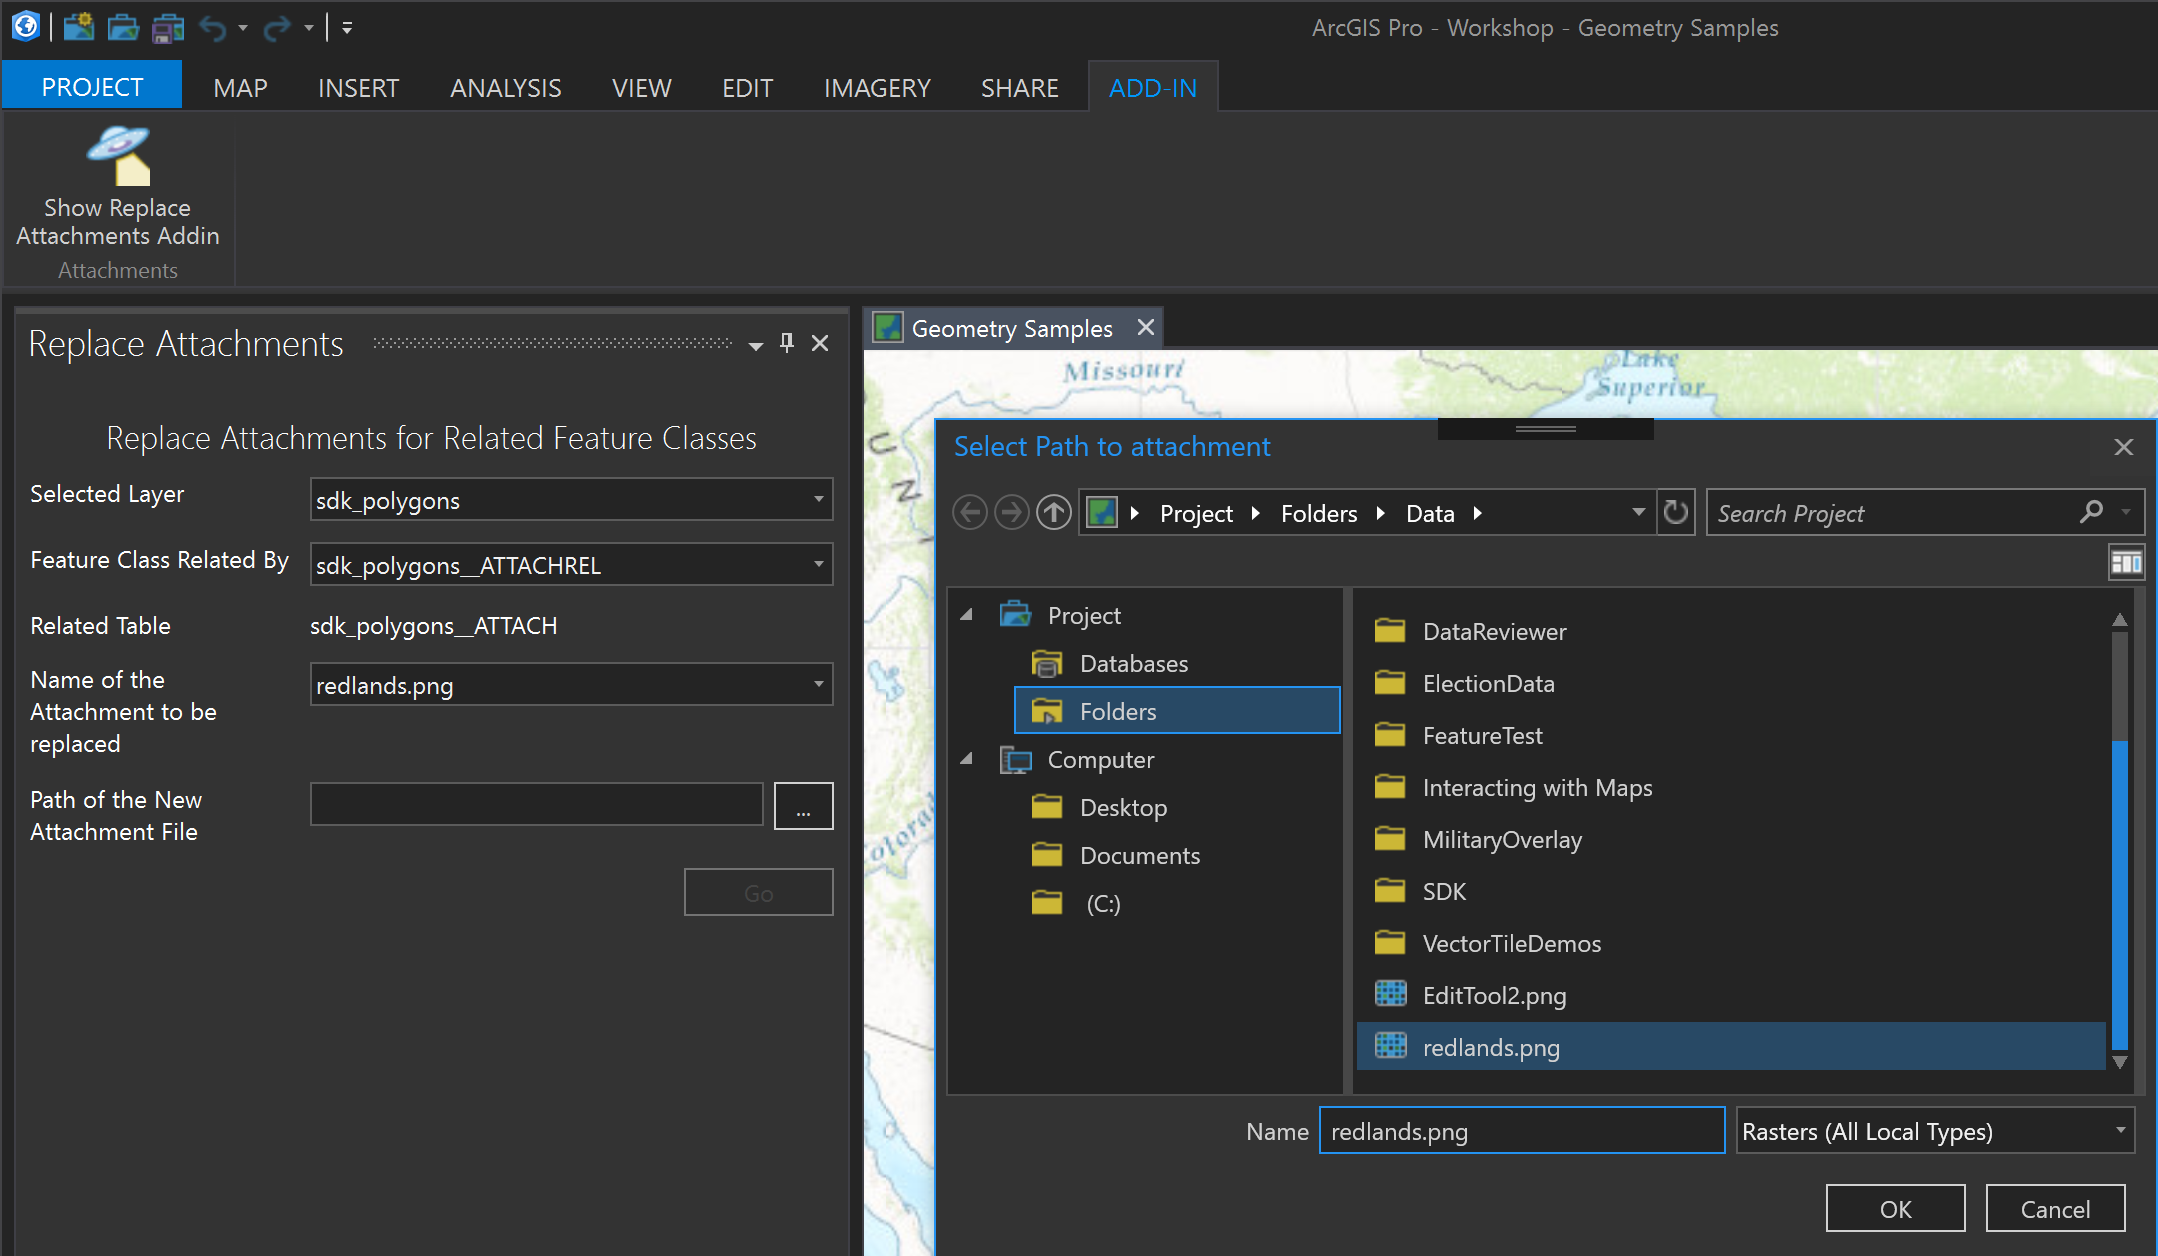 ArcGIS Pro - Workshop - Geometry Samples
PROJECT MAP INSERT ANALYSIS VIEW EDIT IMAGERY SHARE ADD-IN
Show Replace
Attachments Addin
Attachments
Replace Attachments
Replace Attachments for Related Feature Classes
Selected Layer
sdk_polygons
Feature Class Related By
sdk_polygons__ATTACHREL
Related Table
sdk_polygons__ATTACH
Name of the
Attachment to be
replaced
redlands.png
Path of the New
Attachment File
...
Go
Geometry Samples
Missouri
Lake
Superior
Select Path to attachment
Project Folders Data
Search Project
Project
Databases
Folders
Computer
Desktop
Documents
(C:)
DataReviewer
ElectionData
FeatureTest
Interacting with Maps
MilitaryOverlay
SDK
VectorTileDemos
EditTool2.png
redlands.png
Name
redlands.png
Rasters (All Local Types)
OK
Cancel